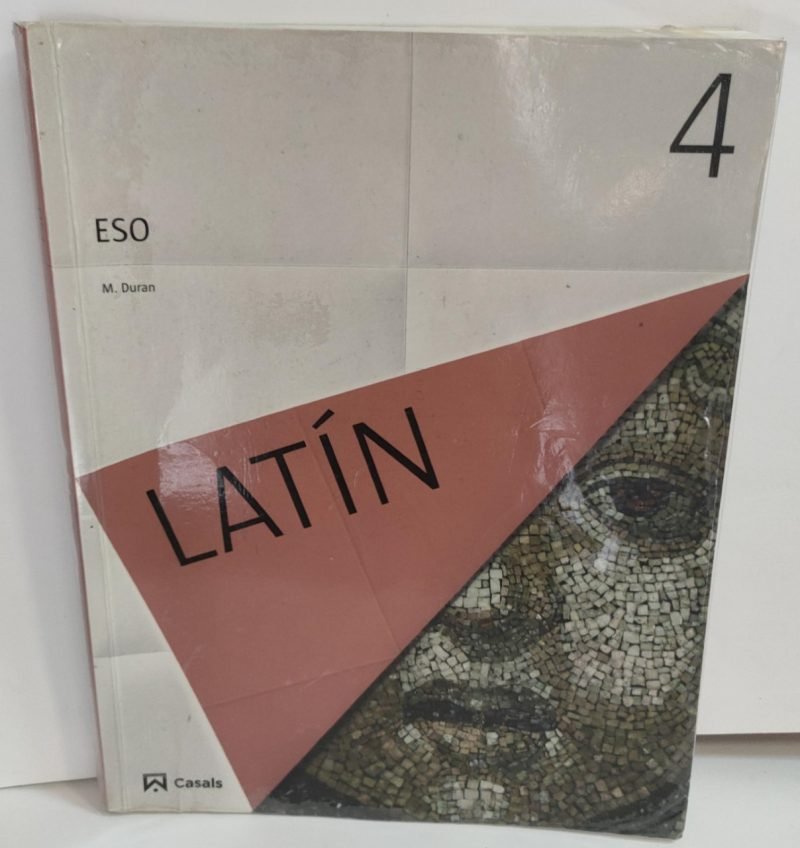 4
ESO
M. Duran
LATÍN
Casals